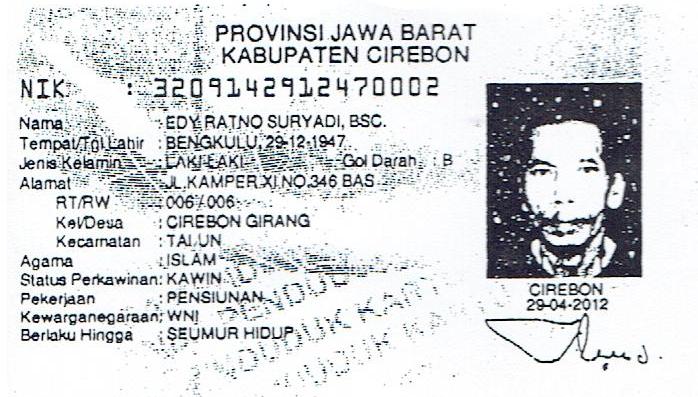 PROVINSI JAWA BARAT
KABUPATEN CIREBON
NIK : 3209142912470002
Nama : EDY RATNO SURYADI, BSC.
Tempat/Tgl Lahir : BENGKULU, 29-12-1947
Jenis Kelamin : LAKI-LAKI Gol Darah : B
Alamat : JL.KAMPER XI NO.346 BAS
RT/RW : 006 / 006
Kel/Desa : CIREBON GIRANG
Kecamatan : TALUN
Agama : ISLAM
Status Perkawinan: KAWIN
Pekerjaan : PENSIUNAN
Kewarganegaraan: WNI
Berlaku Hingga : SEUMUR HIDUP
CIREBON
29-04-2012